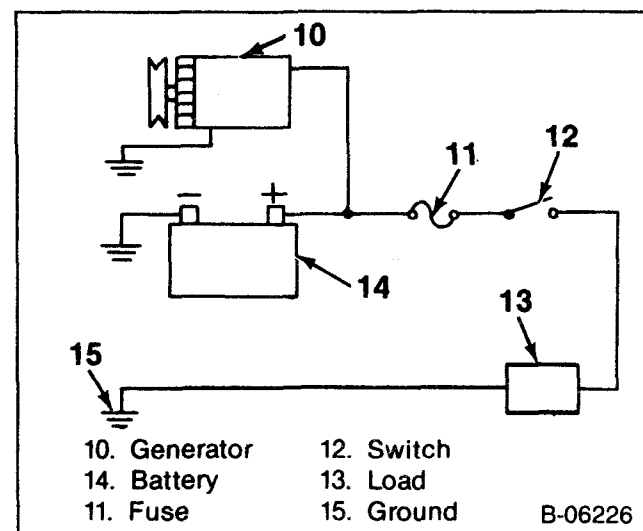 10
11
12
− +
14
13
15
10. Generator 12. Switch
14. Battery 13. Load
11. Fuse 15. Ground
B-06226